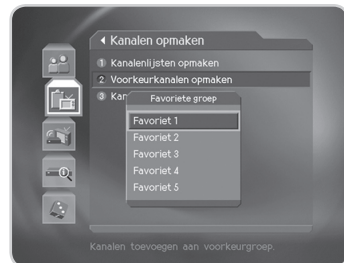 Kanalen opmaken
1 Kanalenlijsten opmaken
2 Voorkeurkanalen opmaken
3 Kan
Favoriete groep
Favoriet 1
Favoriet 2
Favoriet 3
Favoriet 4
Favoriet 5
Kanalen toevoegen aan voorkeurgroep.